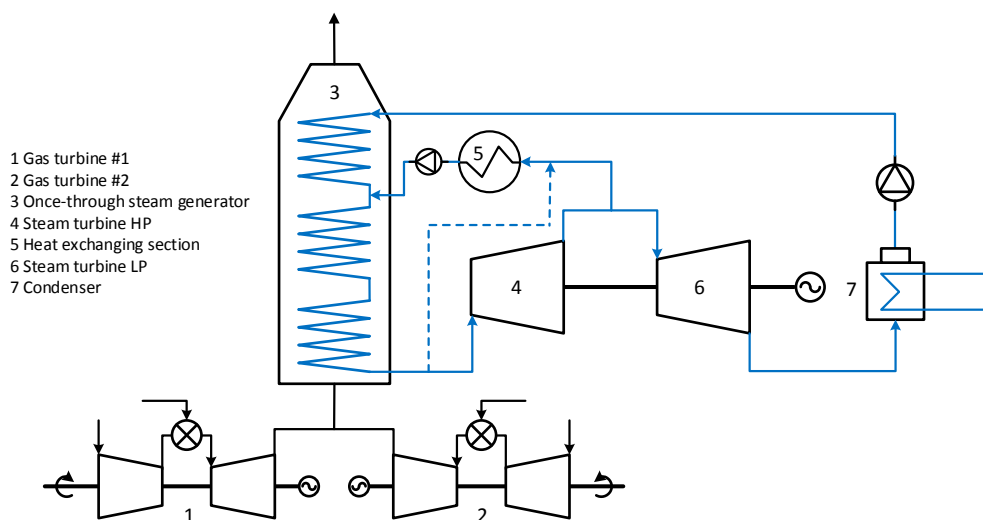 3
5
1 Gas turbine #1
2 Gas turbine #2
3 Once-through steam generator
4 Steam turbine HP
5 Heat exchanging section
6 Steam turbine LP
7 Condenser
4
6
7
1
2